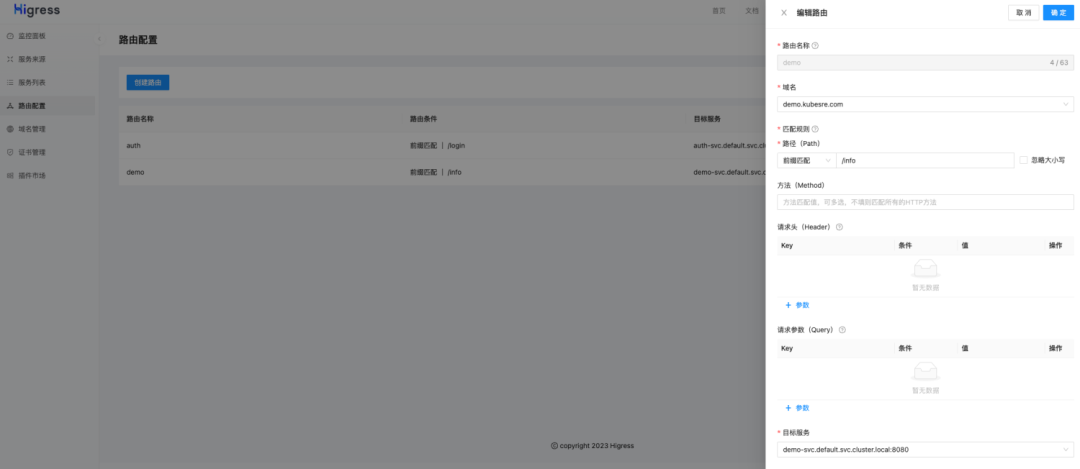 Higress
首页 文档
监控面板
服务来源
服务列表
路由配置
域名管理
证书管理
插件市场
路由配置
创建路由
路由名称 路由条件 目标服务
auth 前缀匹配 | /login auth-svc.default.svc.clu
demo 前缀匹配 | /info demo-svc.default.svc.c
© copyright 2023 Higress
编辑路由 取 消 确 定
* 路由名称
demo 4 / 63
* 域名
demo.kubesre.com
* 匹配规则
* 路径（Path）
前缀匹配 /info 忽略大小写
方法（Method）
方法匹配值，可多选，不填则匹配所有的HTTP方法
请求头（Header）
Key 条件 值 操作
暂无数据
+ 参数
请求参数（Query）
Key 条件 值 操作
暂无数据
+ 参数
* 目标服务
demo-svc.default.svc.cluster.local:8080